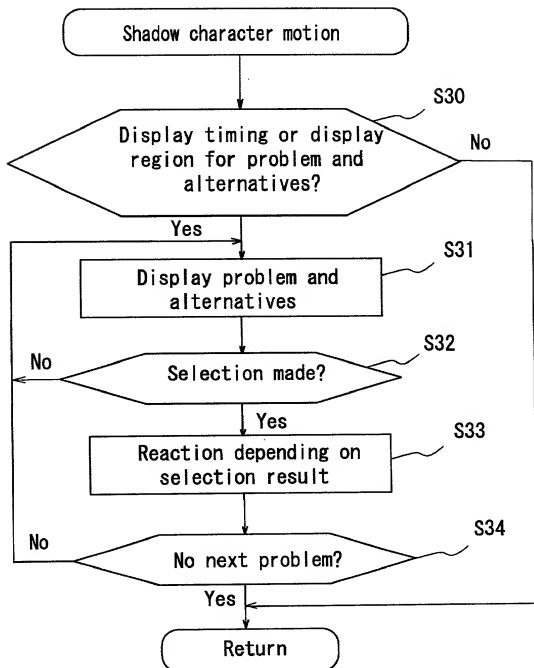 Shadow character motion
S30
Display timing or display
region for problem and
alternatives?
No
Yes
S31
Display problem and
alternatives
S32
No
Selection made?
Yes
S33
Reaction depending on
selection result
S34
No
No next problem?
Yes
Return